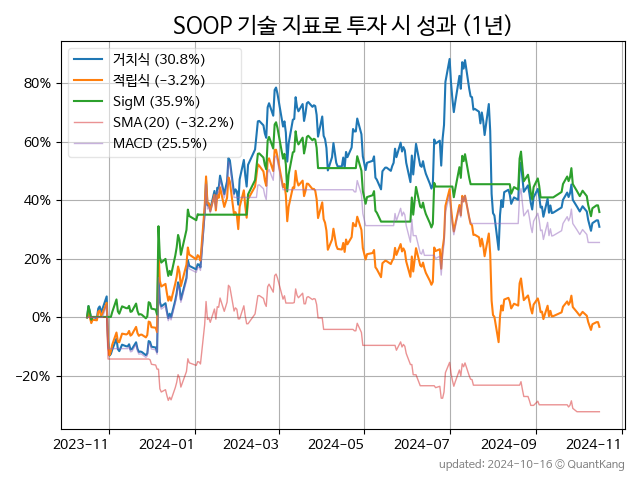 SOOP 기술 지표로 투자 시 성과 (1년)
거치식 (30.8%)
적립식 (−3.2%)
SigM (35.9%)
SMA(20) (−32.2%)
MACD (25.5%)
80%
60%
40%
20%
0%
−20%
2023-11 2024-01 2024-03 2024-05 2024-07 2024-09 2024-11
updated: 2024-10-16 © QuantKang